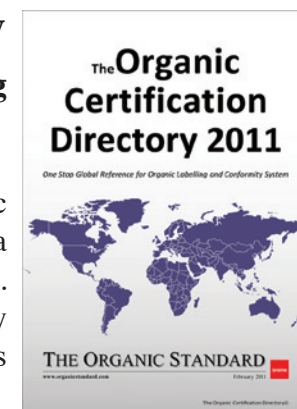 y
g
c
a
.
y
s
The Organic
Certification
Directory 2011
One Stop Global Reference for Organic Labelling and Conformity System
THE ORGANIC STANDARD
www.organicstandard.com February 2011
The Organic Certification Directory